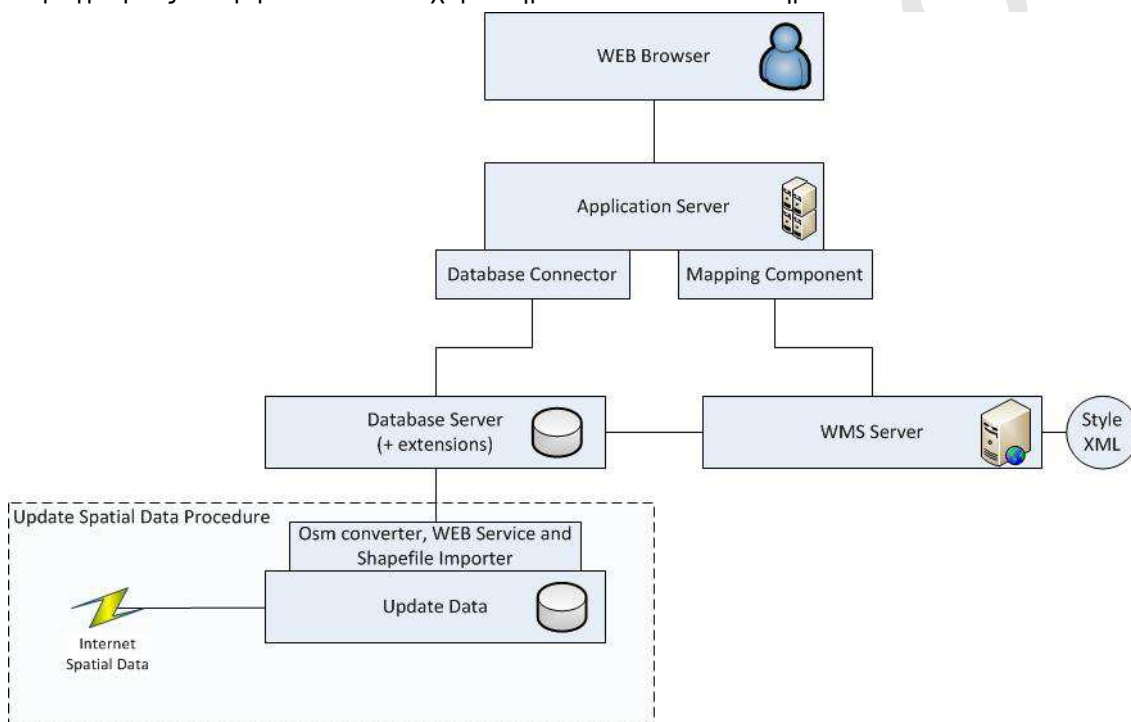 WEB Browser
Application Server
Database Connector
Mapping Component
Database Server
(+ extensions)
WMS Server
Style
XML
Update Spatial Data Procedure
Osm converter, WEB Service and
Shapefile Importer
Update Data
Internet
Spatial Data